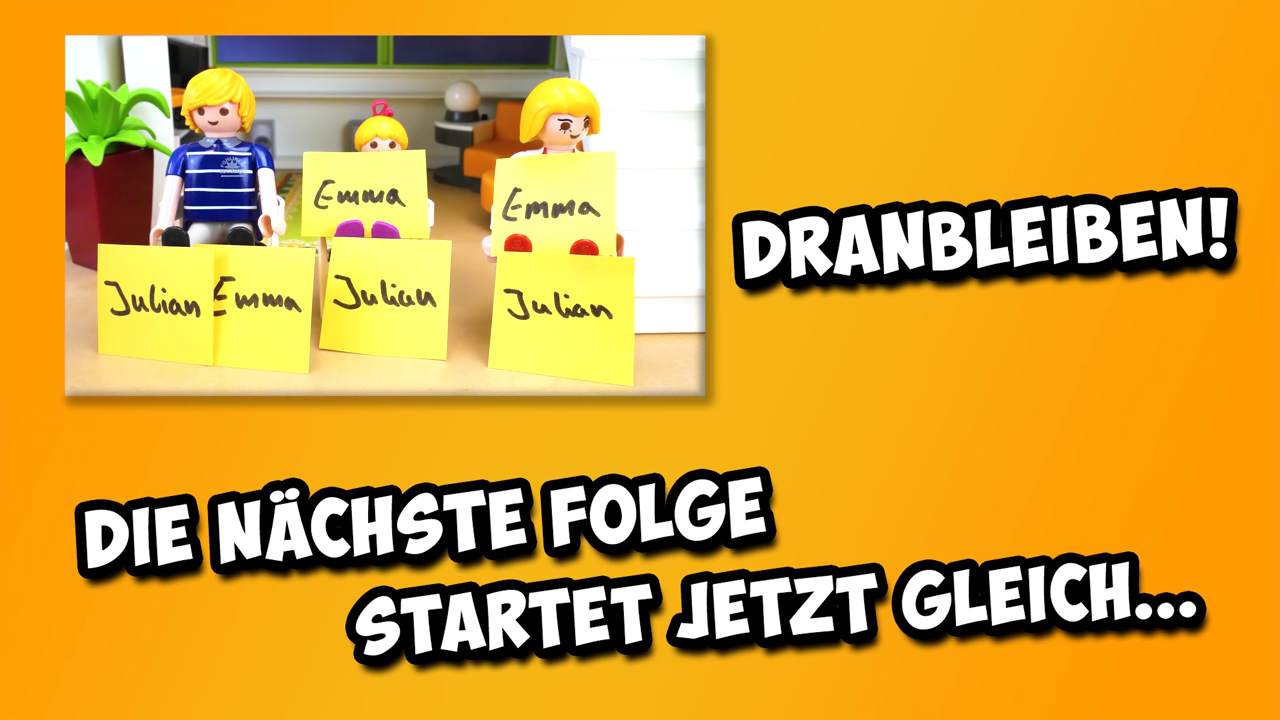 Emma
Emma
Julian
Emma
Julian
Julian
DRANBLEIBEN!
DIE NÄCHSTE FOLGE
STARTET JETZT GLEICH...